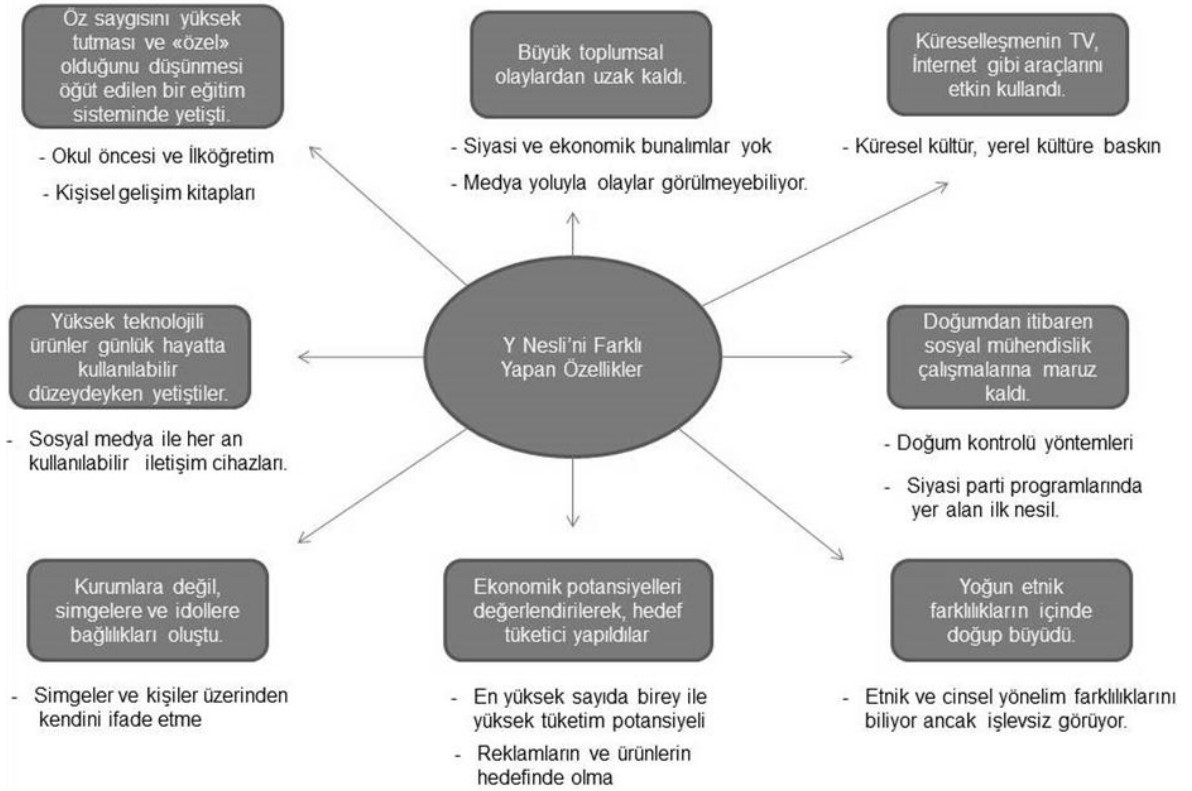 Öz saygısını yüksek
tutması ve «özel»
olduğunu düşünmesi
öğüt edilen bir eğitim
sisteminde yetişti.
- Okul öncesi ve İlköğretim
- Kişisel gelişim kitapları
Büyük toplumsal
olaylardan uzak kaldı.
- Siyasi ve ekonomik bunalımlar yok
- Medya yoluyla olaylar görülmeyebiliyor.
Küreselleşmenin TV,
İnternet gibi araçlarını
etkin kullandı.
- Küresel kültür, yerel kültüre baskın
Yüksek teknolojili
ürünler günlük hayatta
kullanılabilir
düzeydeyken yetiştiler.
- Sosyal medya ile her an
kullanılabilir iletişim cihazları.
Y Nesli'ni Farklı
Yapan Özellikler
Doğumdan itibaren
sosyal mühendislik
çalışmalarına maruz
kaldı.
- Doğum kontrolü yöntemleri
- Siyasi parti programlarında
yer alan ilk nesil.
Kurumlara değil,
simgelere ve idollere
bağlılıkları oluştu.
- Simgeler ve kişiler üzerinden
kendini ifade etme
Ekonomik potansiyelleri
değerlendirilerek, hedef
tüketici yapıldılar
- En yüksek sayıda birey ile
yüksek tüketim potansiyeli
- Reklamların ve ürünlerin
hedefinde olma
Yoğun etnik
farklılıkların içinde
doğup büyüdü.
- Etnik ve cinsel yönelim farklılıklarını
biliyor ancak işlevsiz görüyor.